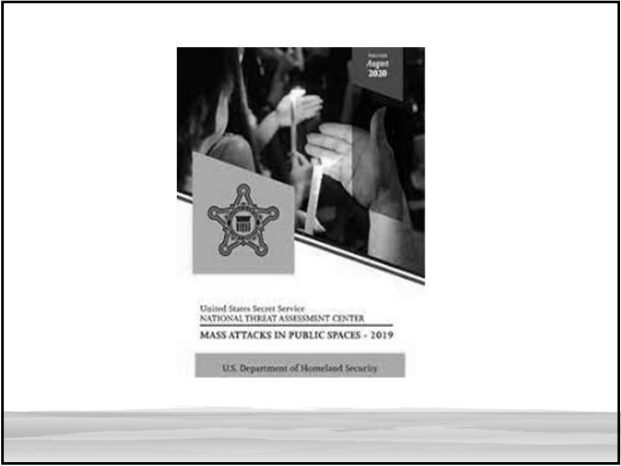 August
2020
United States Secret Service
NATIONAL THREAT ASSESSMENT CENTER
MASS ATTACKS IN PUBLIC SPACES - 2019
U.S. Department of Homeland Security